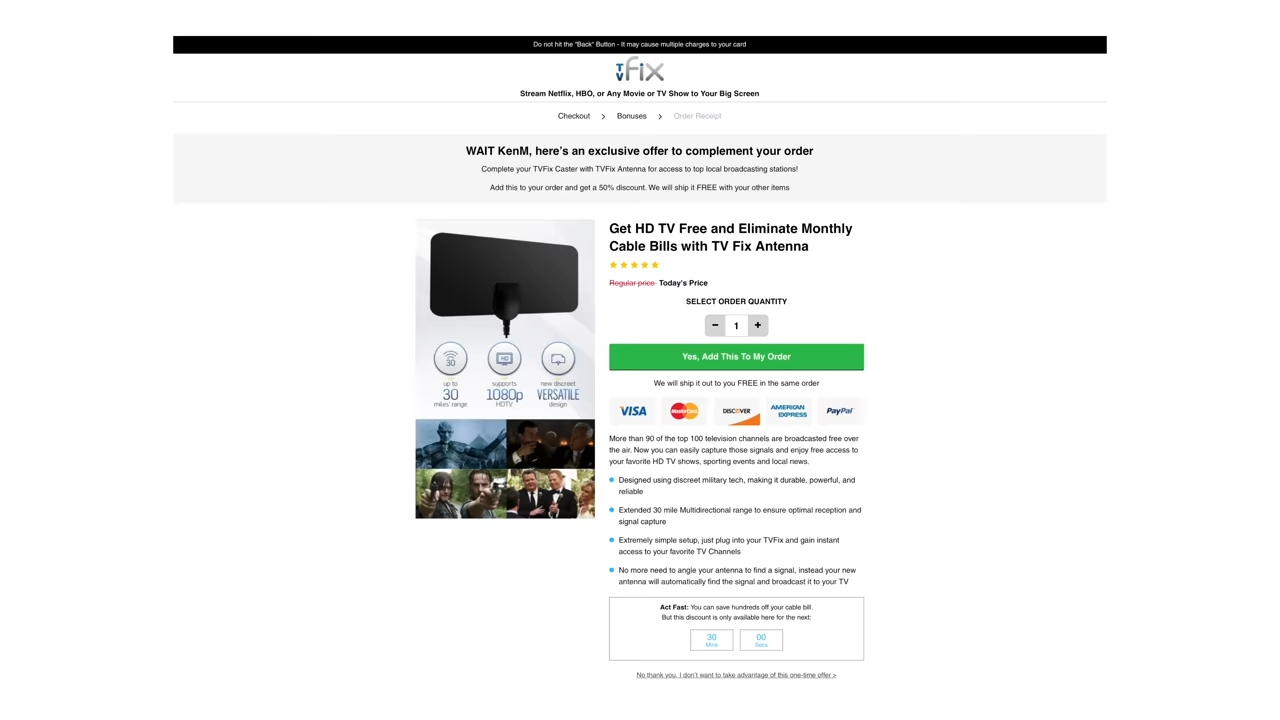 Do not hit the "Back" Button - It may cause multiple charges to your card
TV Fix
Stream Netflix, HBO, or Any Movie or TV Show to Your Big Screen
Checkout > Bonuses > Order Receipt
WAIT KenM, here's an exclusive offer to complement your order
Complete your TVFix Caster with TVFix Antenna for access to top local broadcasting stations!
Add this to your order and get a 50% discount. We will ship it FREE with your other items
30
HD
up to
30
miles' range
supports
1080p
HDTV
new discreet
VERSATILE
design
Get HD TV Free and Eliminate Monthly
Cable Bills with TV Fix Antenna
Regular price Today's Price
SELECT ORDER QUANTITY
− 1 +
Yes, Add This To My Order
We will ship it out to you FREE in the same order
VISA MasterCard DISCOVER AMERICAN EXPRESS PayPal
More than 90 of the top 100 television channels are broadcasted free over
the air. Now you can easily capture those signals and enjoy free access to
your favorite HD TV shows, sporting events and local news.
Designed using discreet military tech, making it durable, powerful, and
reliable
Extended 30 mile Multidirectional range to ensure optimal reception and
signal capture
Extremely simple setup, just plug into your TVFix and gain instant
access to your favorite TV Channels
No more need to angle your antenna to find a signal, instead your new
antenna will automatically find the signal and broadcast it to your TV
Act Fast: You can save hundreds off your cable bill.
But this discount is only available here for the next:
30 00
Mins Secs
No thank you, I don't want to take advantage of this one-time offer >